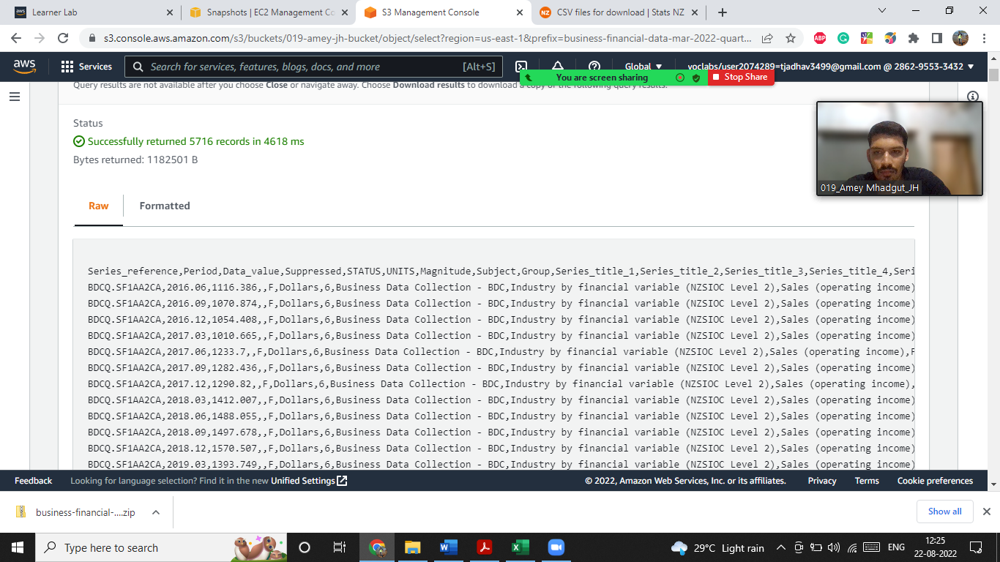 Learner Lab
Snapshots | EC2 Management Co
S3 Management Console
CSV files for download | Stats NZ
s3.console.aws.amazon.com/s3/buckets/019-amey-jh-bucket/object/select?region=us-east-1&prefix=business-financial-data-mar-2022-quart...
aws
Services
Search for services, features, blogs, docs, and more
[Alt+S]
Global
voclabs/user2074289=tjadhav3499@gmail.com @ 2862-9553-3432
You are screen sharing
Stop Share
Query results are not available after you choose Close or navigate away. Choose Download results to download a copy of the following query results.
Status
Successfully returned 5716 records in 4618 ms
Bytes returned: 1182501 B
019_Amey Mhadgut_JH
Raw
Formatted
Series_reference,Period,Data_value,Suppressed,STATUS,UNITS,Magnitude,Subject,Group,Series_title_1,Series_title_2,Series_title_3,Series_title_4,Seri
BDCQ.SF1AA2CA,2016.06,1116.386,,F,Dollars,6,Business Data Collection - BDC,Industry by financial variable (NZSIOC Level 2),Sales (operating income)
BDCQ.SF1AA2CA,2016.09,1070.874,,F,Dollars,6,Business Data Collection - BDC,Industry by financial variable (NZSIOC Level 2),Sales (operating income)
BDCQ.SF1AA2CA,2016.12,1054.408,,F,Dollars,6,Business Data Collection - BDC,Industry by financial variable (NZSIOC Level 2),Sales (operating income)
BDCQ.SF1AA2CA,2017.03,1010.665,,F,Dollars,6,Business Data Collection - BDC,Industry by financial variable (NZSIOC Level 2),Sales (operating income)
BDCQ.SF1AA2CA,2017.06,1233.7,,F,Dollars,6,Business Data Collection - BDC,Industry by financial variable (NZSIOC Level 2),Sales (operating income),F
BDCQ.SF1AA2CA,2017.09,1282.436,,F,Dollars,6,Business Data Collection - BDC,Industry by financial variable (NZSIOC Level 2),Sales (operating income)
BDCQ.SF1AA2CA,2017.12,1290.82,,F,Dollars,6,Business Data Collection - BDC,Industry by financial variable (NZSIOC Level 2),Sales (operating income),
BDCQ.SF1AA2CA,2018.03,1412.007,,F,Dollars,6,Business Data Collection - BDC,Industry by financial variable (NZSIOC Level 2),Sales (operating income)
BDCQ.SF1AA2CA,2018.06,1488.055,,F,Dollars,6,Business Data Collection - BDC,Industry by financial variable (NZSIOC Level 2),Sales (operating income)
BDCQ.SF1AA2CA,2018.09,1497.678,,F,Dollars,6,Business Data Collection - BDC,Industry by financial variable (NZSIOC Level 2),Sales (operating income)
BDCQ.SF1AA2CA,2018.12,1570.507,,F,Dollars,6,Business Data Collection - BDC,Industry by financial variable (NZSIOC Level 2),Sales (operating income)
BDCQ.SF1AA2CA,2019.03,1393.749,,F,Dollars,6,Business Data Collection - BDC,Industry by financial variable (NZSIOC Level 2),Sales (operating income)
Feedback
Looking for language selection? Find it in the new Unified Settings
© 2022, Amazon Web Services, Inc. or its affiliates.
Privacy
Terms
Cookie preferences
business-financial-....zip
Show all
Type here to search
29°C Light rain
ENG
12:25
22-08-2022